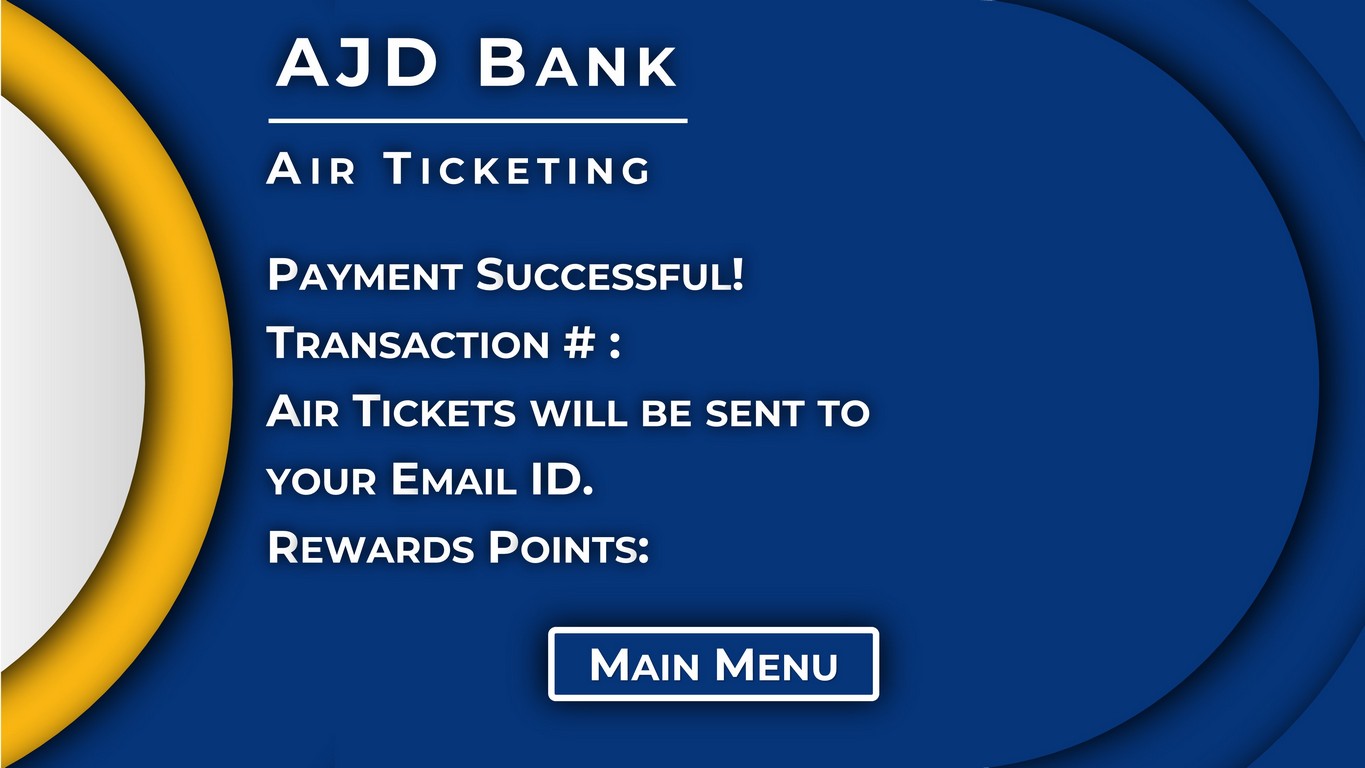 AJD Bank
Air Ticketing
Payment Successful!
Transaction # :
Air Tickets will be sent to
your Email ID.
Rewards Points:
Main Menu